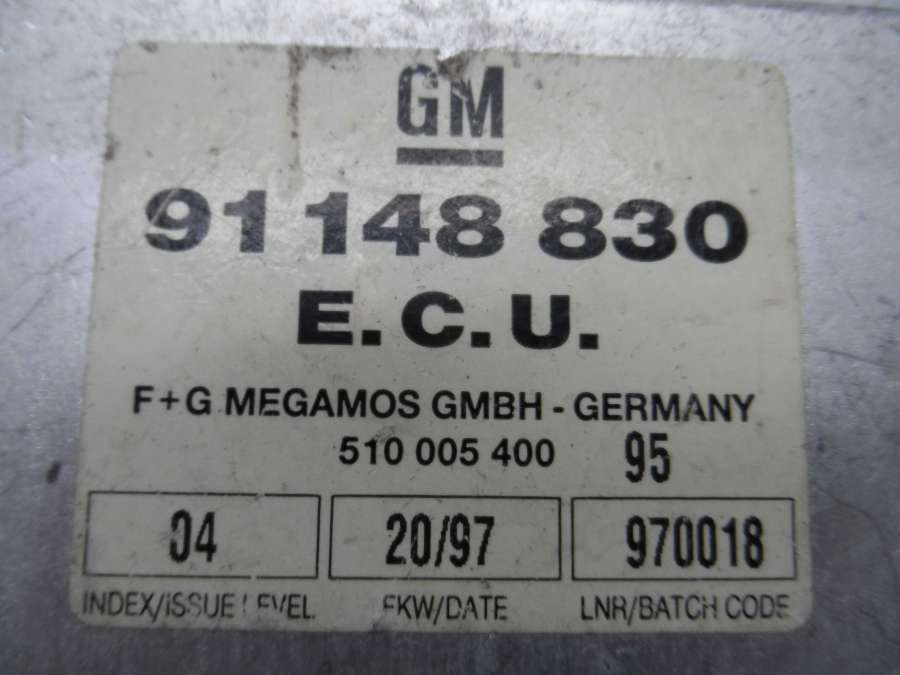 GM
91 148 830
E.C.U.
F+G MEGAMOS GMBH - GERMANY
510 005 400 95
04 20/97 970018
INDEX/ISSUE LEVEL FKW/DATE LNR/BATCH CODE